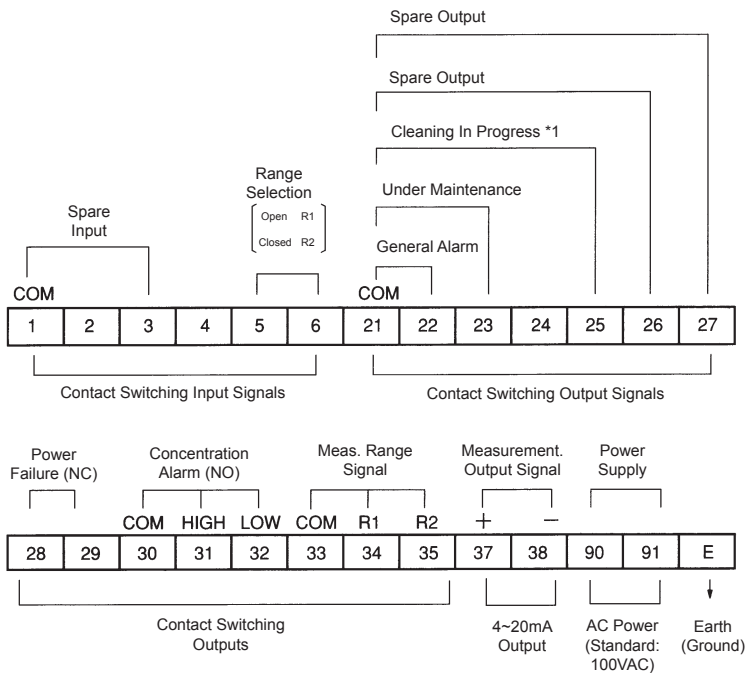 Spare Output
Spare Output
Cleaning In Progress *1
Range
Selection
Open R1
Closed R2
Under Maintenance
Spare
Input
General Alarm
COM
COM
1 2 3 4 5 6 21 22 23 24 25 26 27
Contact Switching Input Signals
Contact Switching Output Signals
Power
Failure (NC)
Concentration
Alarm (NO)
Meas. Range
Signal
Measurement.
Output Signal
Power
Supply
COM HIGH LOW COM R1 R2 + −
28 29 30 31 32 33 34 35 37 38 90 91 E
Contact Switching
Outputs
4~20mA
Output
AC Power
(Standard:
100VAC)
Earth
(Ground)